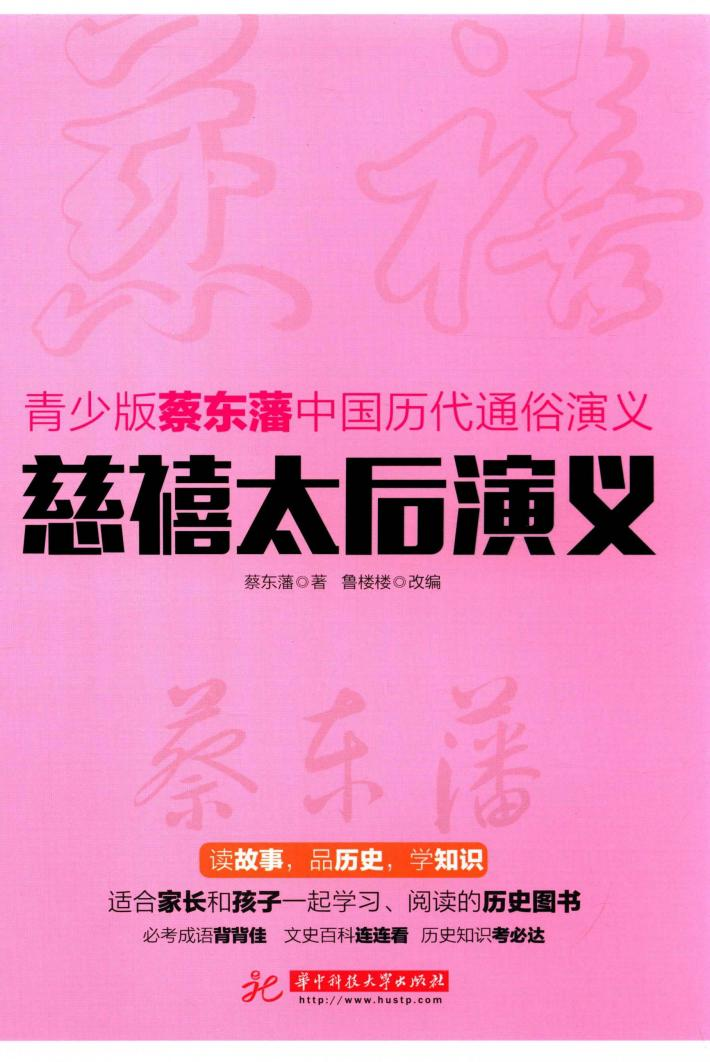 慈禧
青少版蔡东藩中国历代通俗演义
慈禧太后演义
蔡东藩◎著 鲁楼楼◎改编
蔡东藩
读故事，品历史，学知识
适合家长和孩子一起学习、阅读的历史图书
必考成语背背佳 文史百科连连看 历史知识考必达
华中科技大学出版社
http://www.hustp.com